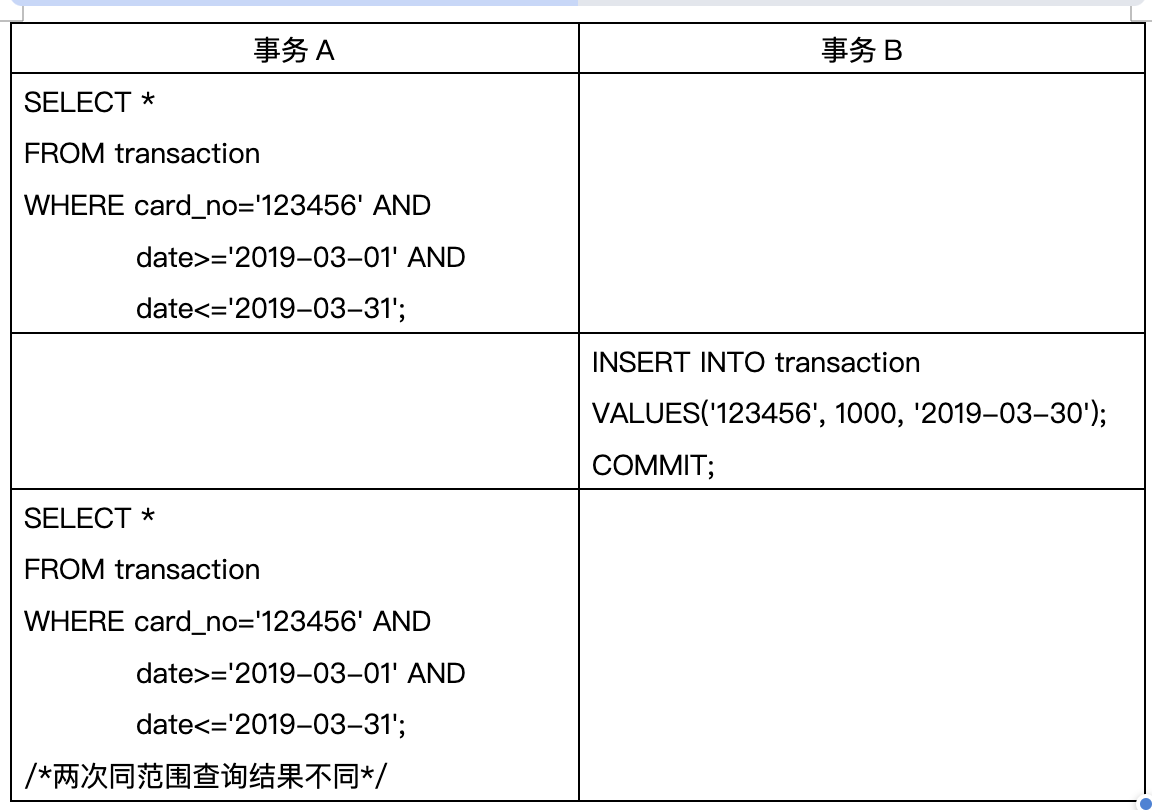 事务 A
事务 B
SELECT *
FROM transaction
WHERE card_no='123456' AND
date>='2019-03-01' AND
date<='2019-03-31';
INSERT INTO transaction
VALUES('123456', 1000, '2019-03-30');
COMMIT;
SELECT *
FROM transaction
WHERE card_no='123456' AND
date>='2019-03-01' AND
date<='2019-03-31';
/*两次同范围查询结果不同*/